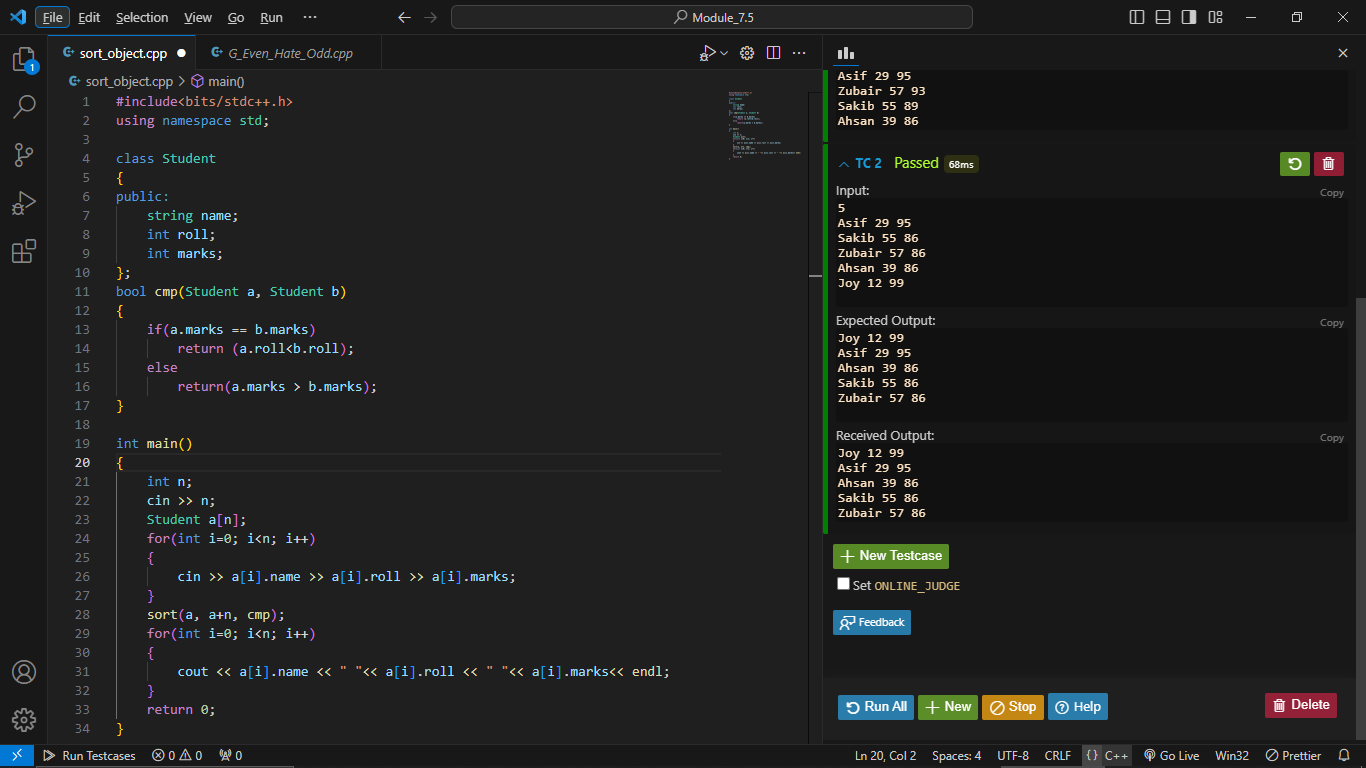 File Edit Selection View Go Run ··· Module_7.5
sort_object.cpp G_Even_Hate_Odd.cpp
sort_object.cpp > main()
1 #include<bits/stdc++.h>
2 using namespace std;
3
4 class Student
5 {
6 public:
7 string name;
8 int roll;
9 int marks;
10 };
11 bool cmp(Student a, Student b)
12 {
13 if(a.marks == b.marks)
14 return (a.roll<b.roll);
15 else
16 return(a.marks > b.marks);
17 }
18
19 int main()
20 {
21 int n;
22 cin >> n;
23 Student a[n];
24 for(int i=0; i<n; i++)
25 {
26 cin >> a[i].name >> a[i].roll >> a[i].marks;
27 }
28 sort(a, a+n, cmp);
29 for(int i=0; i<n; i++)
30 {
31 cout << a[i].name << " "<< a[i].roll << " "<< a[i].marks<< endl;
32 }
33 return 0;
34 }
Asif 29 95
Zubair 57 93
Sakib 55 89
Ahsan 39 86
TC 2 Passed 68ms
Input: Copy
5
Asif 29 95
Sakib 55 86
Zubair 57 86
Ahsan 39 86
Joy 12 99
Expected Output: Copy
Joy 12 99
Asif 29 95
Ahsan 39 86
Sakib 55 86
Zubair 57 86
Received Output: Copy
Joy 12 99
Asif 29 95
Ahsan 39 86
Sakib 55 86
Zubair 57 86
+ New Testcase
Set ONLINE_JUDGE
Feedback
Run All + New Stop Help Delete
1
Run Testcases 0 0 0 Ln 20, Col 2 Spaces: 4 UTF-8 CRLF {} C++ Go Live Win32 Prettier